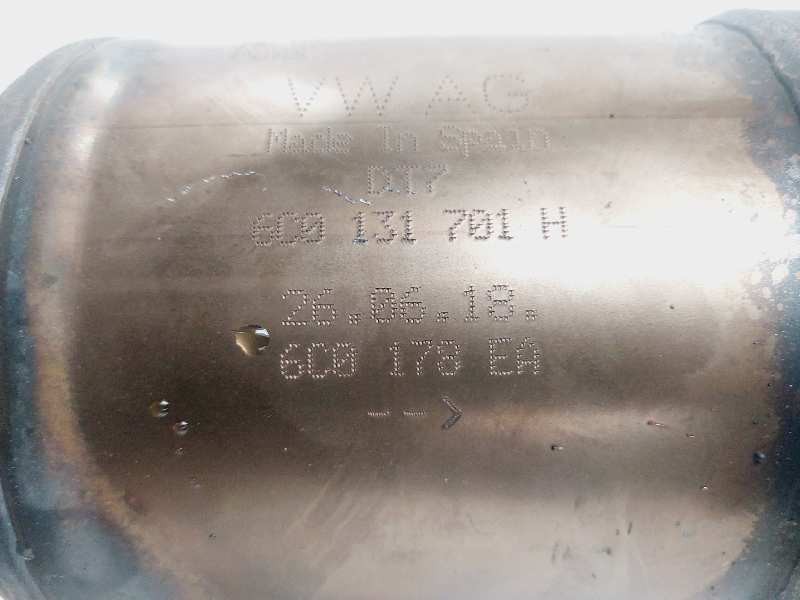 VW AG
Made In Spain
DT7
6C0 131 701 H
26.06.18.
6C0 178 EA
-->